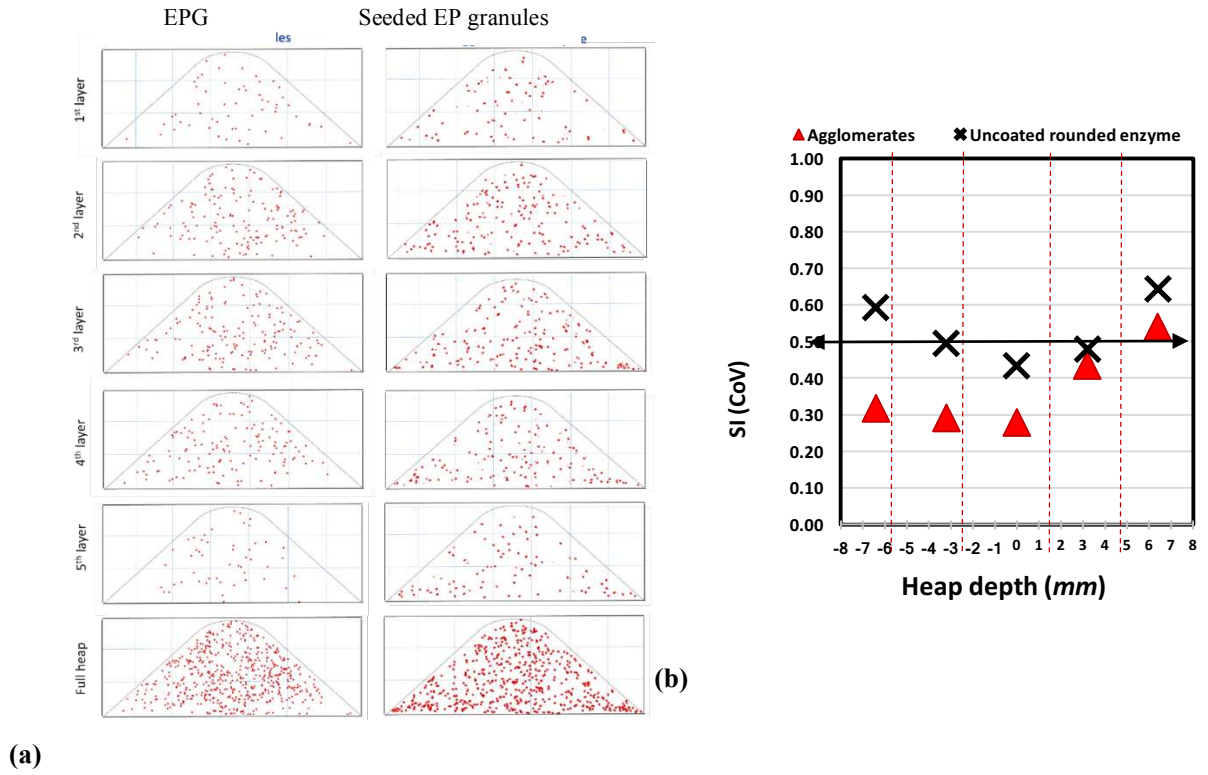 EPG Seeded EP granules
les
e
1st layer
2nd layer
3rd layer
4th layer
5th layer
Full heap
(a)
(b)
Agglomerates Uncoated rounded enzyme
1.00
0.90
0.80
0.70
0.60
0.5
0.40
0.30
0.20
0.10
0.00
SI (CoV)
-8 -7 -6 -5 -4 -3 -2 -1 0 1 2 3 4 5 6 7 8
Heap depth (mm)